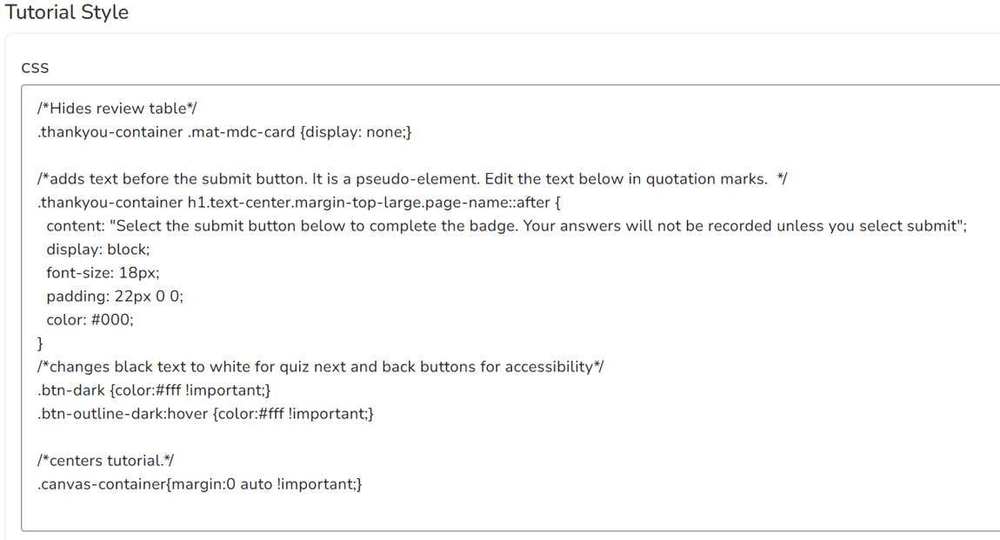 Tutorial Style
CSS
/*Hides review table*/
.thankyou-container .mat-mdc-card {display: none;}
/*adds text before the submit button. It is a pseudo-element. Edit the text below in quotation marks.  */
.thankyou-container h1.text-center.margin-top-large.page-name::after {
  content: "Select the submit button below to complete the badge. Your answers will not be recorded unless you select submit";
  display: block;
  font-size: 18px;
  padding: 22px 0 0;
  color: #000;
}
/*changes black text to white for quiz next and back buttons for accessibility*/
.btn-dark {color:#fff !important;}
.btn-outline-dark:hover {color:#fff !important;}
/*centers tutorial.*/
.canvas-container{margin:0 auto !important;}